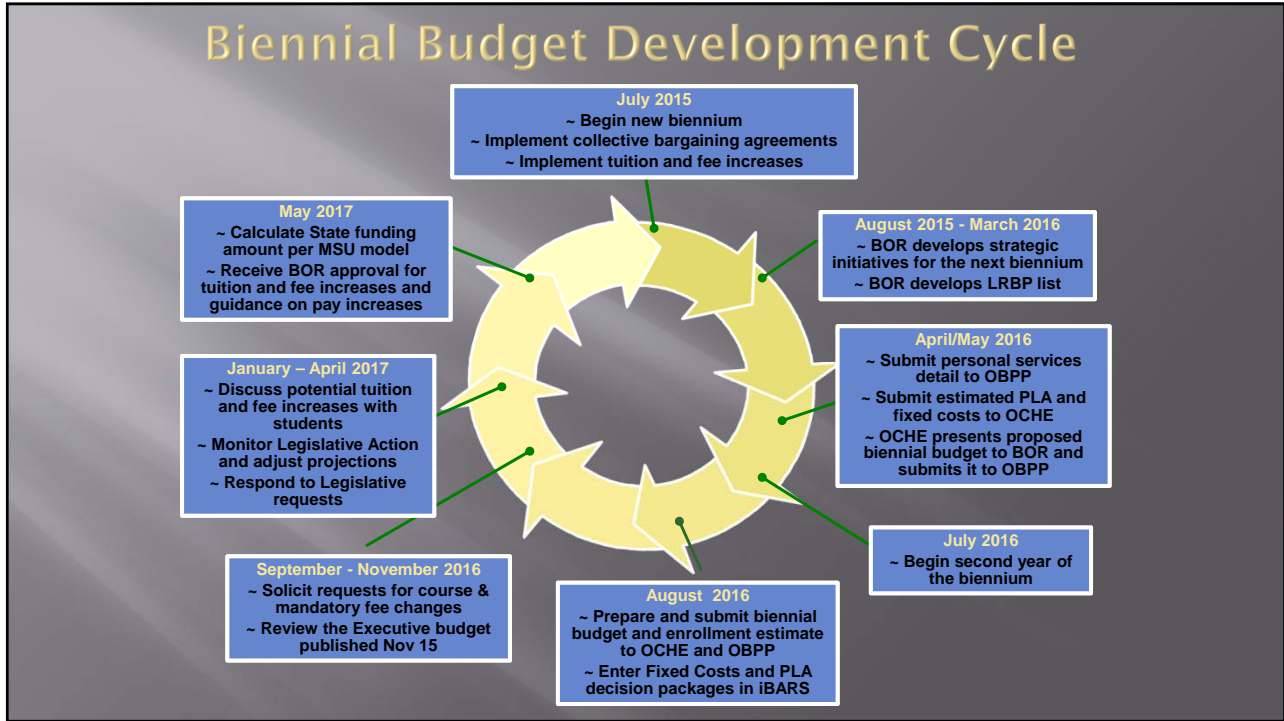 Biennial Budget Development Cycle
July 2015
~ Begin new biennium
~ Implement collective bargaining agreements
~ Implement tuition and fee increases
August 2015 - March 2016
~ BOR develops strategic
initiatives for the next biennium
~ BOR develops LRBP list
April/May 2016
~ Submit personal services
detail to OBPP
~ Submit estimated PLA and
fixed costs to OCHE
~ OCHE presents proposed
biennial budget to BOR and
submits it to OBPP
July 2016
~ Begin second year of
the biennium
August 2016
~ Prepare and submit biennial
budget and enrollment estimate
to OCHE and OBPP
~ Enter Fixed Costs and PLA
decision packages in iBARS
September - November 2016
~ Solicit requests for course &
mandatory fee changes
~ Review the Executive budget
published Nov 15
January – April 2017
~ Discuss potential tuition
and fee increases with
students
~ Monitor Legislative Action
and adjust projections
~ Respond to Legislative
requests
May 2017
~ Calculate State funding
amount per MSU model
~ Receive BOR approval for
tuition and fee increases and
guidance on pay increases